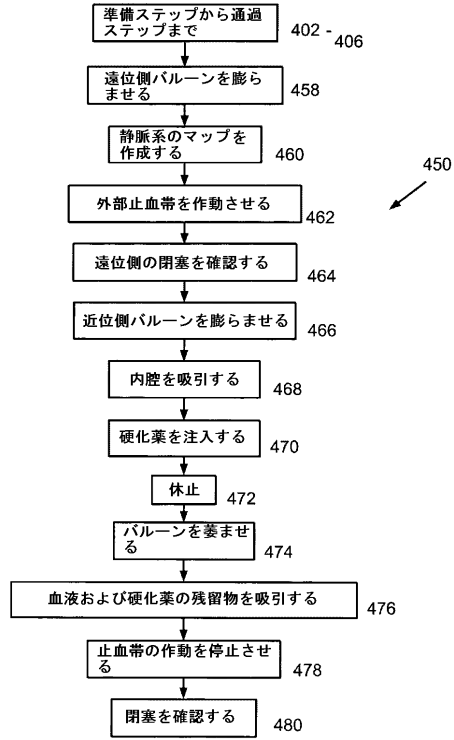 準備ステップから通過
ステップまで
402 -
406
遠位側バルーンを膨ら
ませる
458
静脈系のマップを
作成する
460
450
外部止血帯を作動させる
462
遠位側の閉塞を確認する
464
近位側バルーンを膨らませる
466
内腔を吸引する
468
硬化薬を注入する
470
休止
472
バルーンを萎ませ
る
474
血液および硬化薬の残留物を吸引する
476
止血帯の作動を停止させ
る
478
閉塞を確認する
480